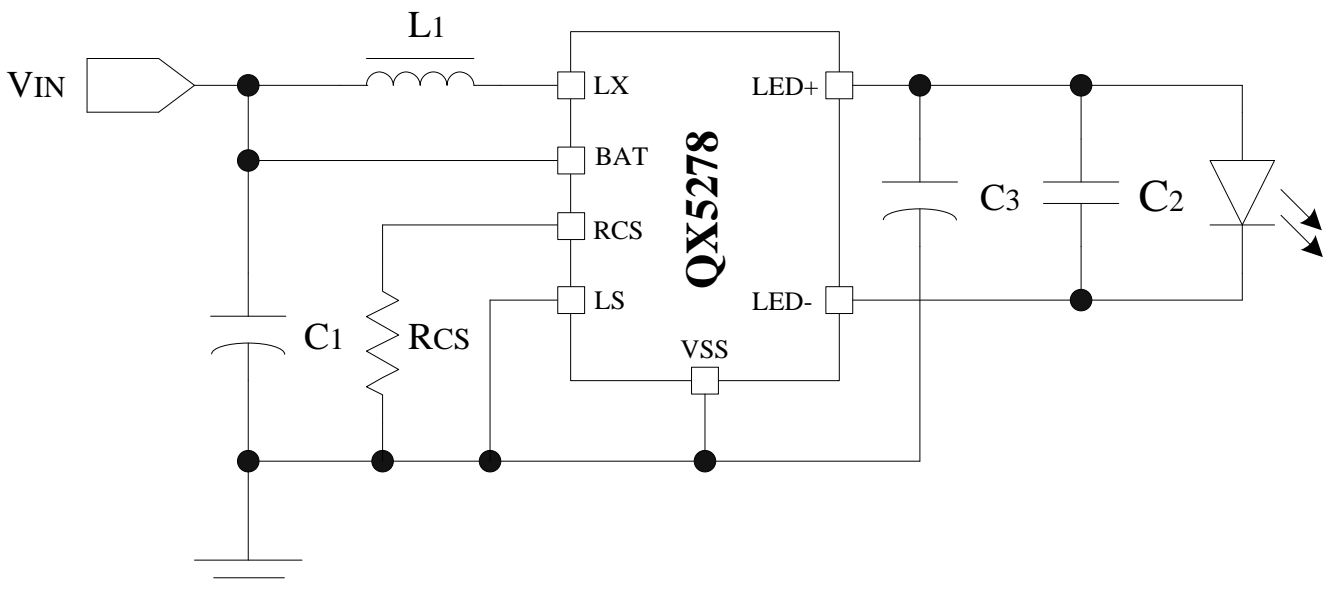 L1
VIN
LX
LED+
BAT
QX5278
C3
C2
RCS
LS
LED-
C1
RCS
VSS